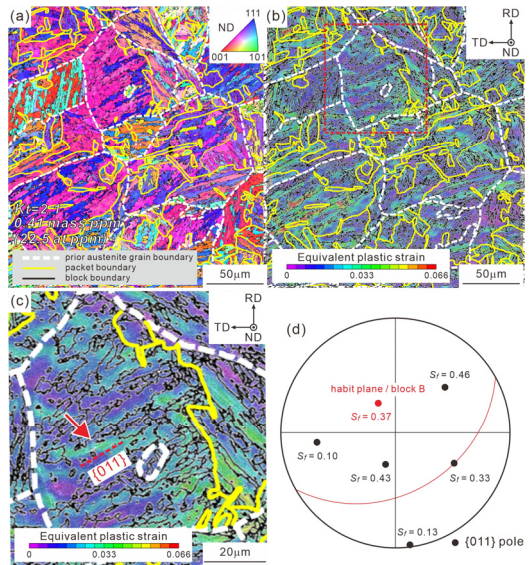 (a)
ND
111
001
101
Kt=2.1
0.41 mass ppm
(22.5 at ppm)
prior austenite grain boundary
packet boundary
block boundary
50μm
(b)
RD
TD
ND
Equivalent plastic strain
0
0.033
0.066
50μm
(c)
RD
TD
ND
{011}
Equivalent plastic strain
0
0.033
0.066
20μm
(d)
Sf = 0.46
habit plane / block B
Sf = 0.37
Sf = 0.10
Sf = 0.43
Sf = 0.33
Sf = 0.13
{011} pole